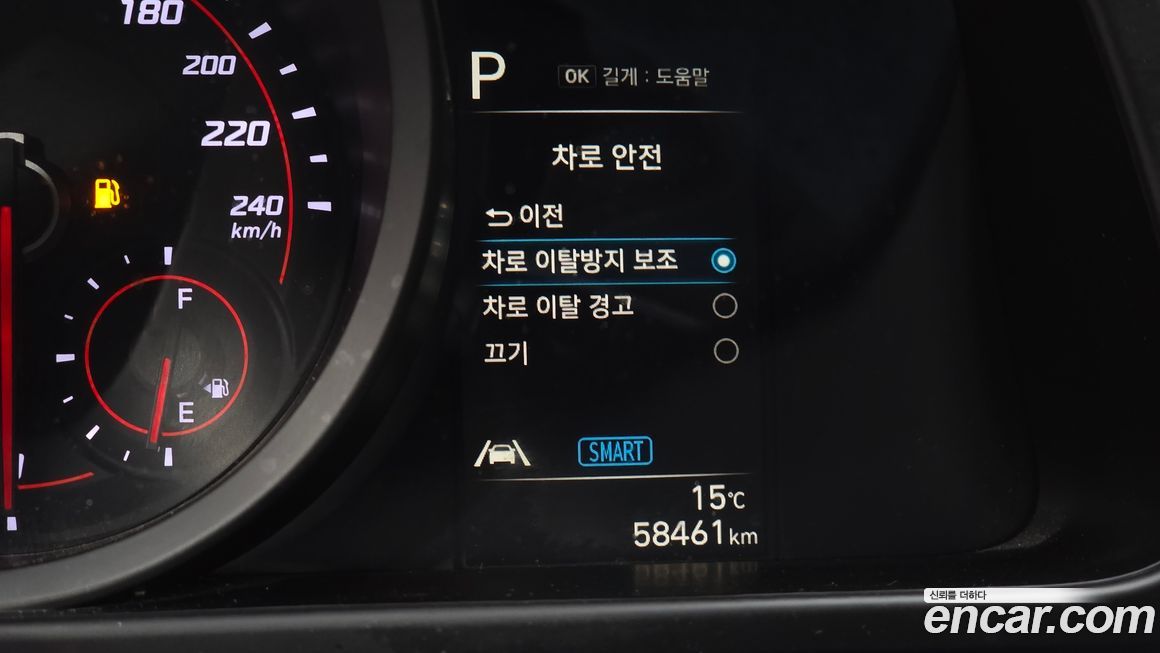 180
200
220
240
km/h
F
E
P
OK 길게 : 도움말
차로 안전
이전
차로 이탈방지 보조
차로 이탈 경고
끄기
SMART
15℃
58461 km
신뢰를 더하다
encar.com